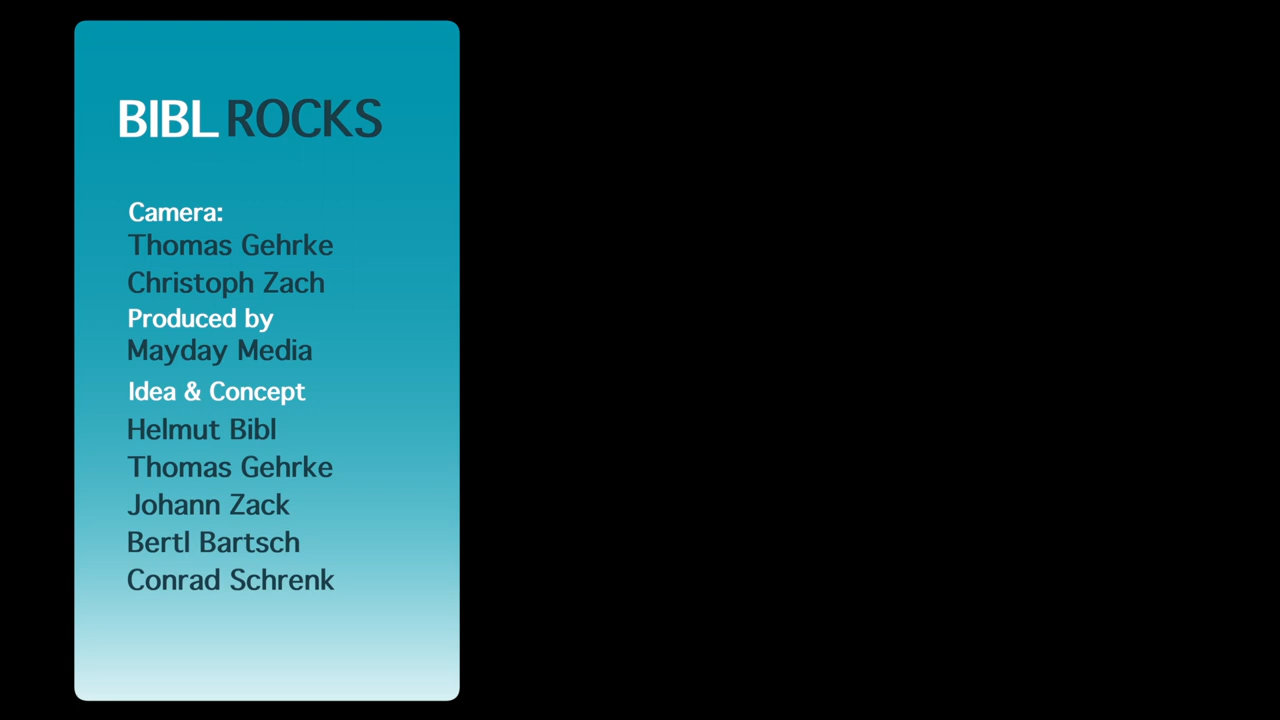 BIBL ROCKS
Camera:
Thomas Gehrke
Christoph Zach
Produced by
Mayday Media
Idea & Concept
Helmut Bibl
Thomas Gehrke
Johann Zack
Bertl Bartsch
Conrad Schrenk